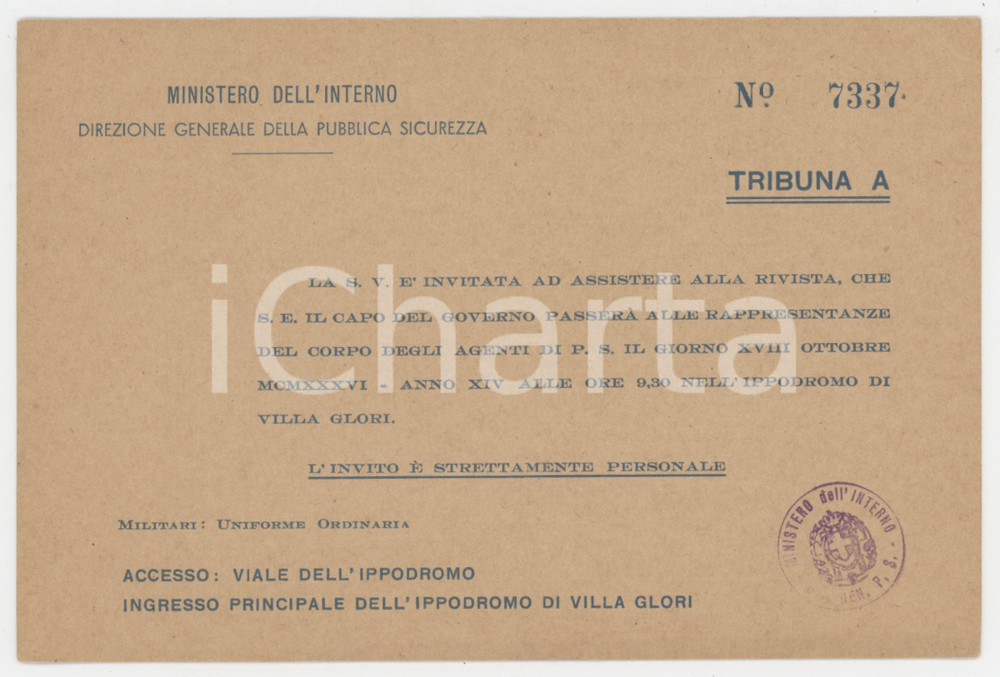 MINISTERO DELL'INTERNO
DIREZIONE GENERALE DELLA PUBBLICA SICUREZZA
Nº 7337
TRIBUNA A
LA S. V. E' INVITATA AD ASSISTERE ALLA RIVISTA, CHE
S. E. IL CAPO DEL GOVERNO PASSERÀ ALLE RAPPRESENTANZE
DEL CORPO DEGLI AGENTI DI P. S. IL GIORNO XVIII OTTOBRE
MCMXXXVI - ANNO XIV ALLE ORE 9,30 NELL'IPPODROMO DI
VILLA GLORI.
iCharta
L'INVITO È STRETTAMENTE PERSONALE
MILITARI: UNIFORME ORDINARIA
ACCESSO: VIALE DELL'IPPODROMO
INGRESSO PRINCIPALE DELL'IPPODROMO DI VILLA GLORI
MINISTERO dell'INTERNO -
GEN. P. S. -